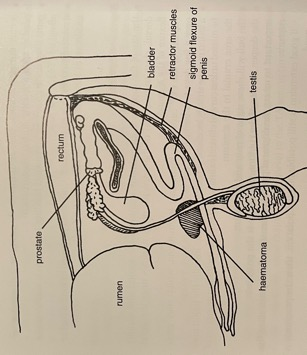 bladder
retractor muscles
sigmoid flexure of
penis
testis
rectum
prostate
rumen
haematoma